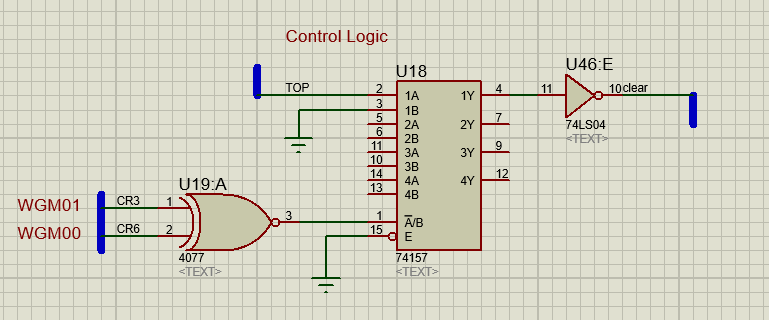 Control Logic
U18
U46:E
TOP 2 1A 1Y 4 11 10 clear
3 1B
5 2A 2Y 7
6 2B
74LS04
<TEXT>
11 3A 3Y 9
10 3B
14 4A 4Y 12
13 4B
U19:A
WGM01 CR3 1
3 1 A/B
WGM00 CR6 2
15 E
4077
<TEXT>
74157
<TEXT>